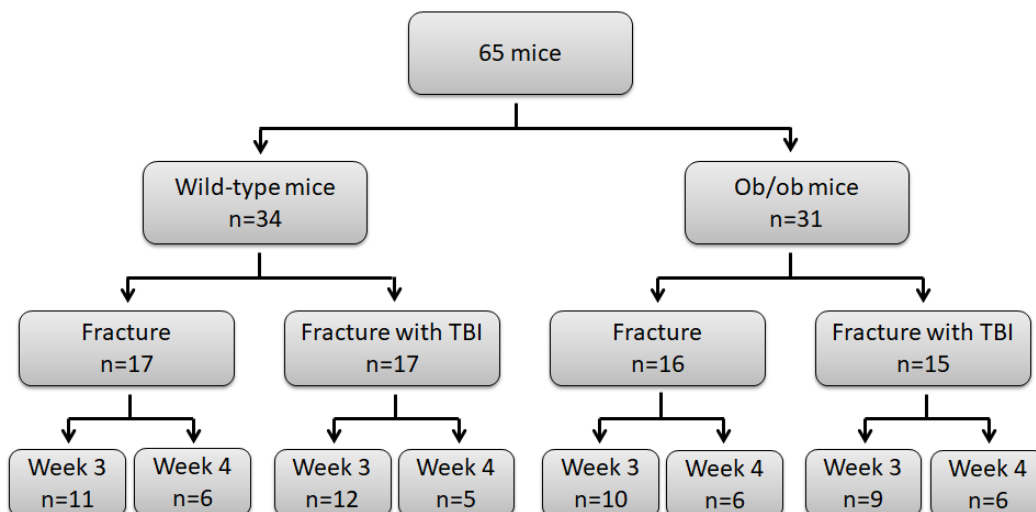 65 mice
Wild-type mice
n=34
Ob/ob mice
n=31
Fracture
n=17
Fracture with TBI
n=17
Fracture
n=16
Fracture with TBI
n=15
Week 3
n=11
Week 4
n=6
Week 3
n=12
Week 4
n=5
Week 3
n=10
Week 4
n=6
Week 3
n=9
Week 4
n=6